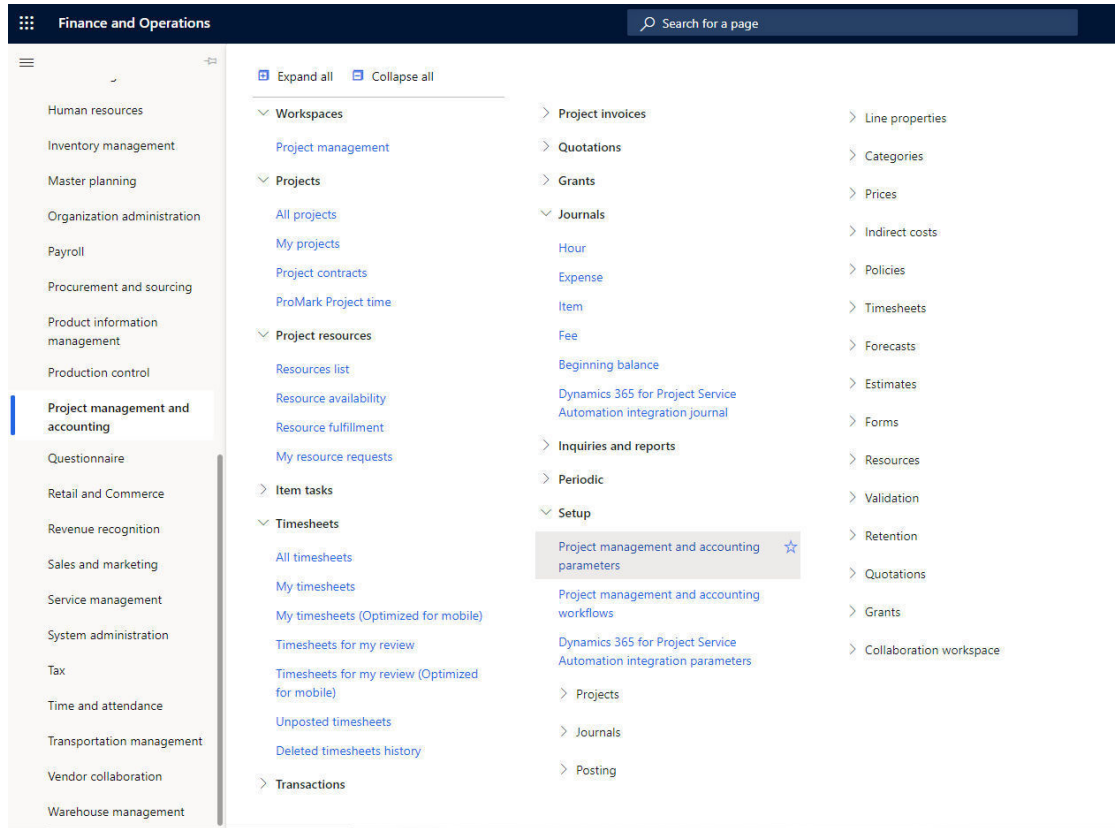 Finance and Operations
Search for a page
Human resources
Inventory management
Master planning
Organization administration
Payroll
Procurement and sourcing
Product information
management
Production control
Project management and
accounting
Questionnaire
Retail and Commerce
Revenue recognition
Sales and marketing
Service management
System administration
Tax
Time and attendance
Transportation management
Vendor collaboration
Warehouse management
Expand all
Collapse all
Workspaces
Project management
Projects
All projects
My projects
Project contracts
ProMark Project time
Project resources
Resources list
Resource availability
Resource fulfillment
My resource requests
Item tasks
Timesheets
All timesheets
My timesheets
My timesheets (Optimized for mobile)
Timesheets for my review
Timesheets for my review (Optimized
for mobile)
Unposted timesheets
Deleted timesheets history
Transactions
Project invoices
Quotations
Grants
Journals
Hour
Expense
Item
Fee
Beginning balance
Dynamics 365 for Project Service
Automation integration journal
Inquiries and reports
Periodic
Setup
Project management and accounting
parameters
Project management and accounting
workflows
Dynamics 365 for Project Service
Automation integration parameters
Projects
Journals
Posting
Line properties
Categories
Prices
Indirect costs
Policies
Timesheets
Forecasts
Estimates
Forms
Resources
Validation
Retention
Quotations
Grants
Collaboration workspace